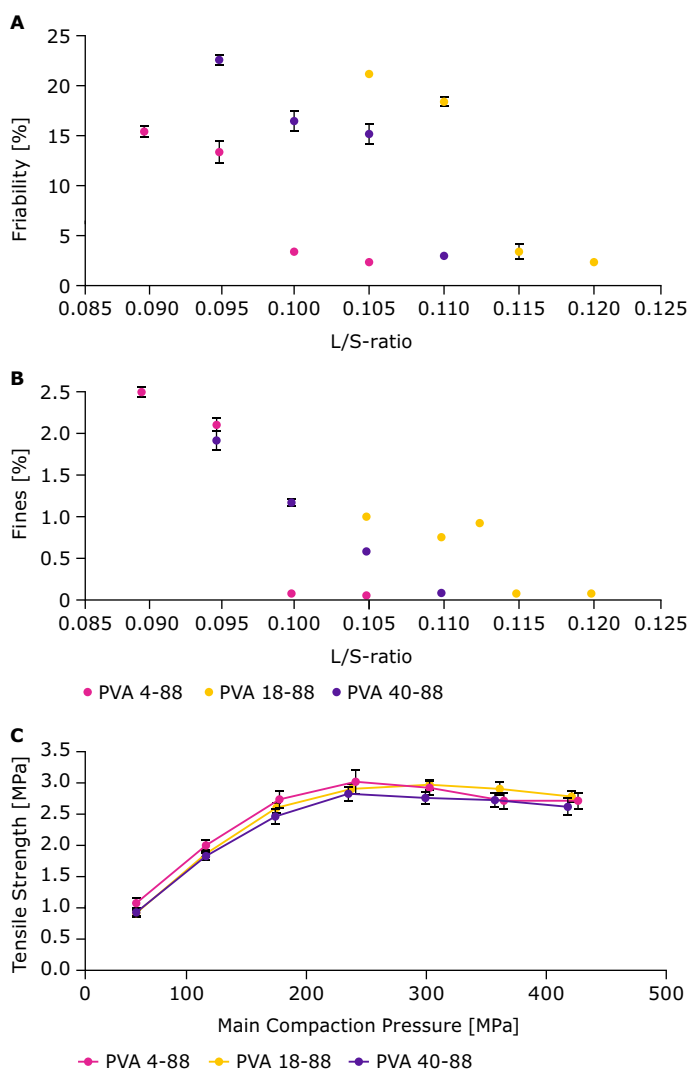 A
Friability [%]
25
20
15
10
5
0
0.085 0.090 0.095 0.100 0.105 0.110 0.115 0.120 0.125
L/S-ratio
B
Fines [%]
2.5
2.0
1.0
0.5
0
0.085 0.090 0.095 0.100 0.105 0.110 0.115 0.120 0.125
L/S-ratio
PVA 4-88 PVA 18-88 PVA 40-88
C
Tensile Strength [MPa]
3.5
3.0
2.5
2.0
1.0
1.0
0.5
0.0
0 100 200 300 400 500
Main Compaction Pressure [MPa]
PVA 4-88 PVA 18-88 PVA 40-88